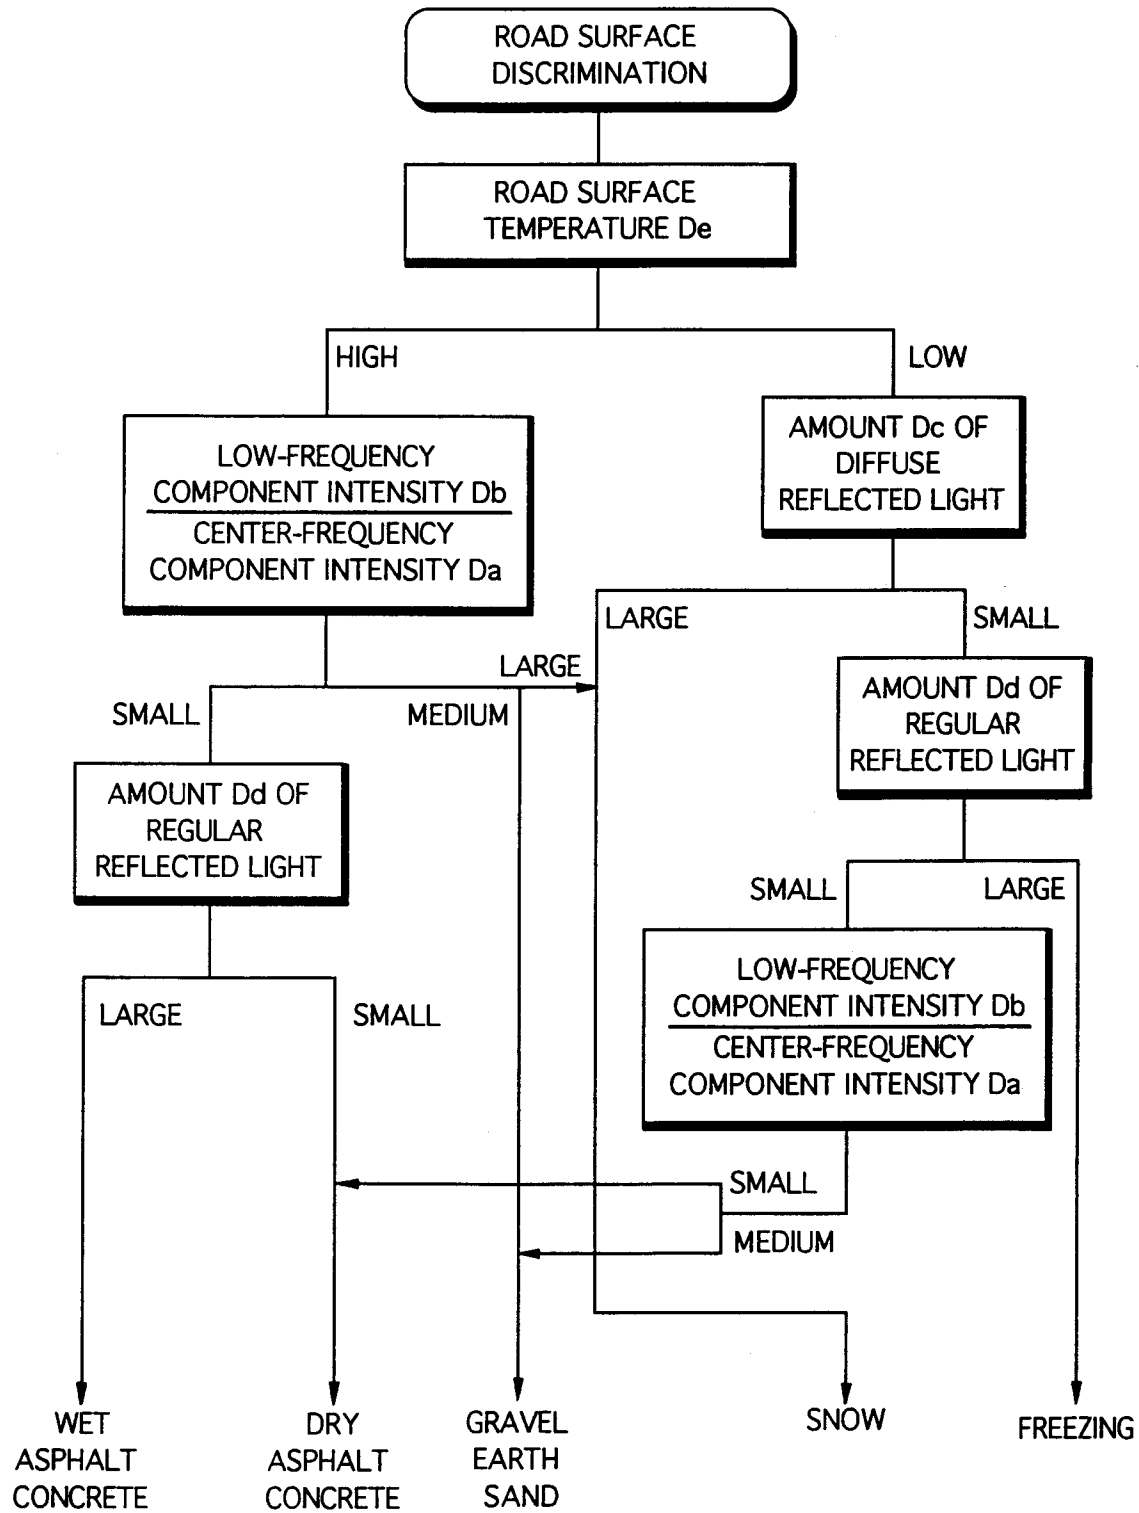 ROAD SURFACE
DISCRIMINATION
ROAD SURFACE
TEMPERATURE De
HIGH
LOW
LOW-FREQUENCY
COMPONENT INTENSITY Db
CENTER-FREQUENCY
COMPONENT INTENSITY Da
AMOUNT Dc OF
DIFFUSE
REFLECTED LIGHT
LARGE
SMALL
LARGE
SMALL
MEDIUM
AMOUNT Dd OF
REGULAR
REFLECTED LIGHT
AMOUNT Dd OF
REGULAR
REFLECTED LIGHT
SMALL
LARGE
LARGE
SMALL
LOW-FREQUENCY
COMPONENT INTENSITY Db
CENTER-FREQUENCY
COMPONENT INTENSITY Da
SMALL
MEDIUM
WET
ASPHALT
CONCRETE
DRY
ASPHALT
CONCRETE
GRAVEL
EARTH
SAND
SNOW
FREEZING